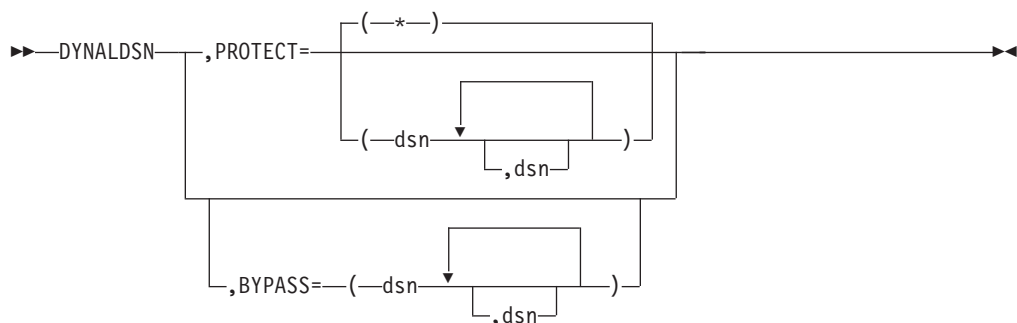 ( * )
DYNALDSN ,PROTECT=
(dsn ,dsn )
,BYPASS= (dsn ,dsn )